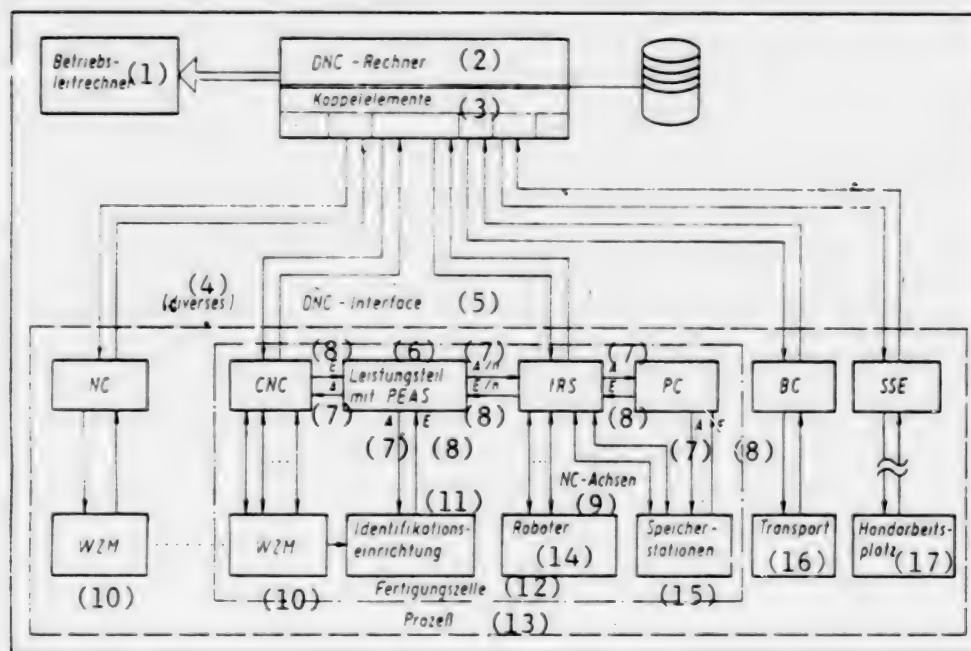 Betriebs-
leitrechner (1)
DNC-Rechner (2)
Koppelelemente (3)
(4)
(diverses)
DNC-Interface (5)
(8) (6) (7) (7)
NC
CNC
E
A
Leistungsteil
mit PEAS
A/n
E/n
IRS
A
E
PC
BC
SSE
(7) (8) (8)
A E
A E
(7) (8) (7) (8)
NC-Achsen
(9)
(11)
WZM
WZM
Identifikations-
einrichtung
Roboter
(14)
Speicher-
stationen
Transport
(16)
Handarbeits-
platz (17)
(10) (10) (12) (15)
Fertigungszelle
Prozeß (13)